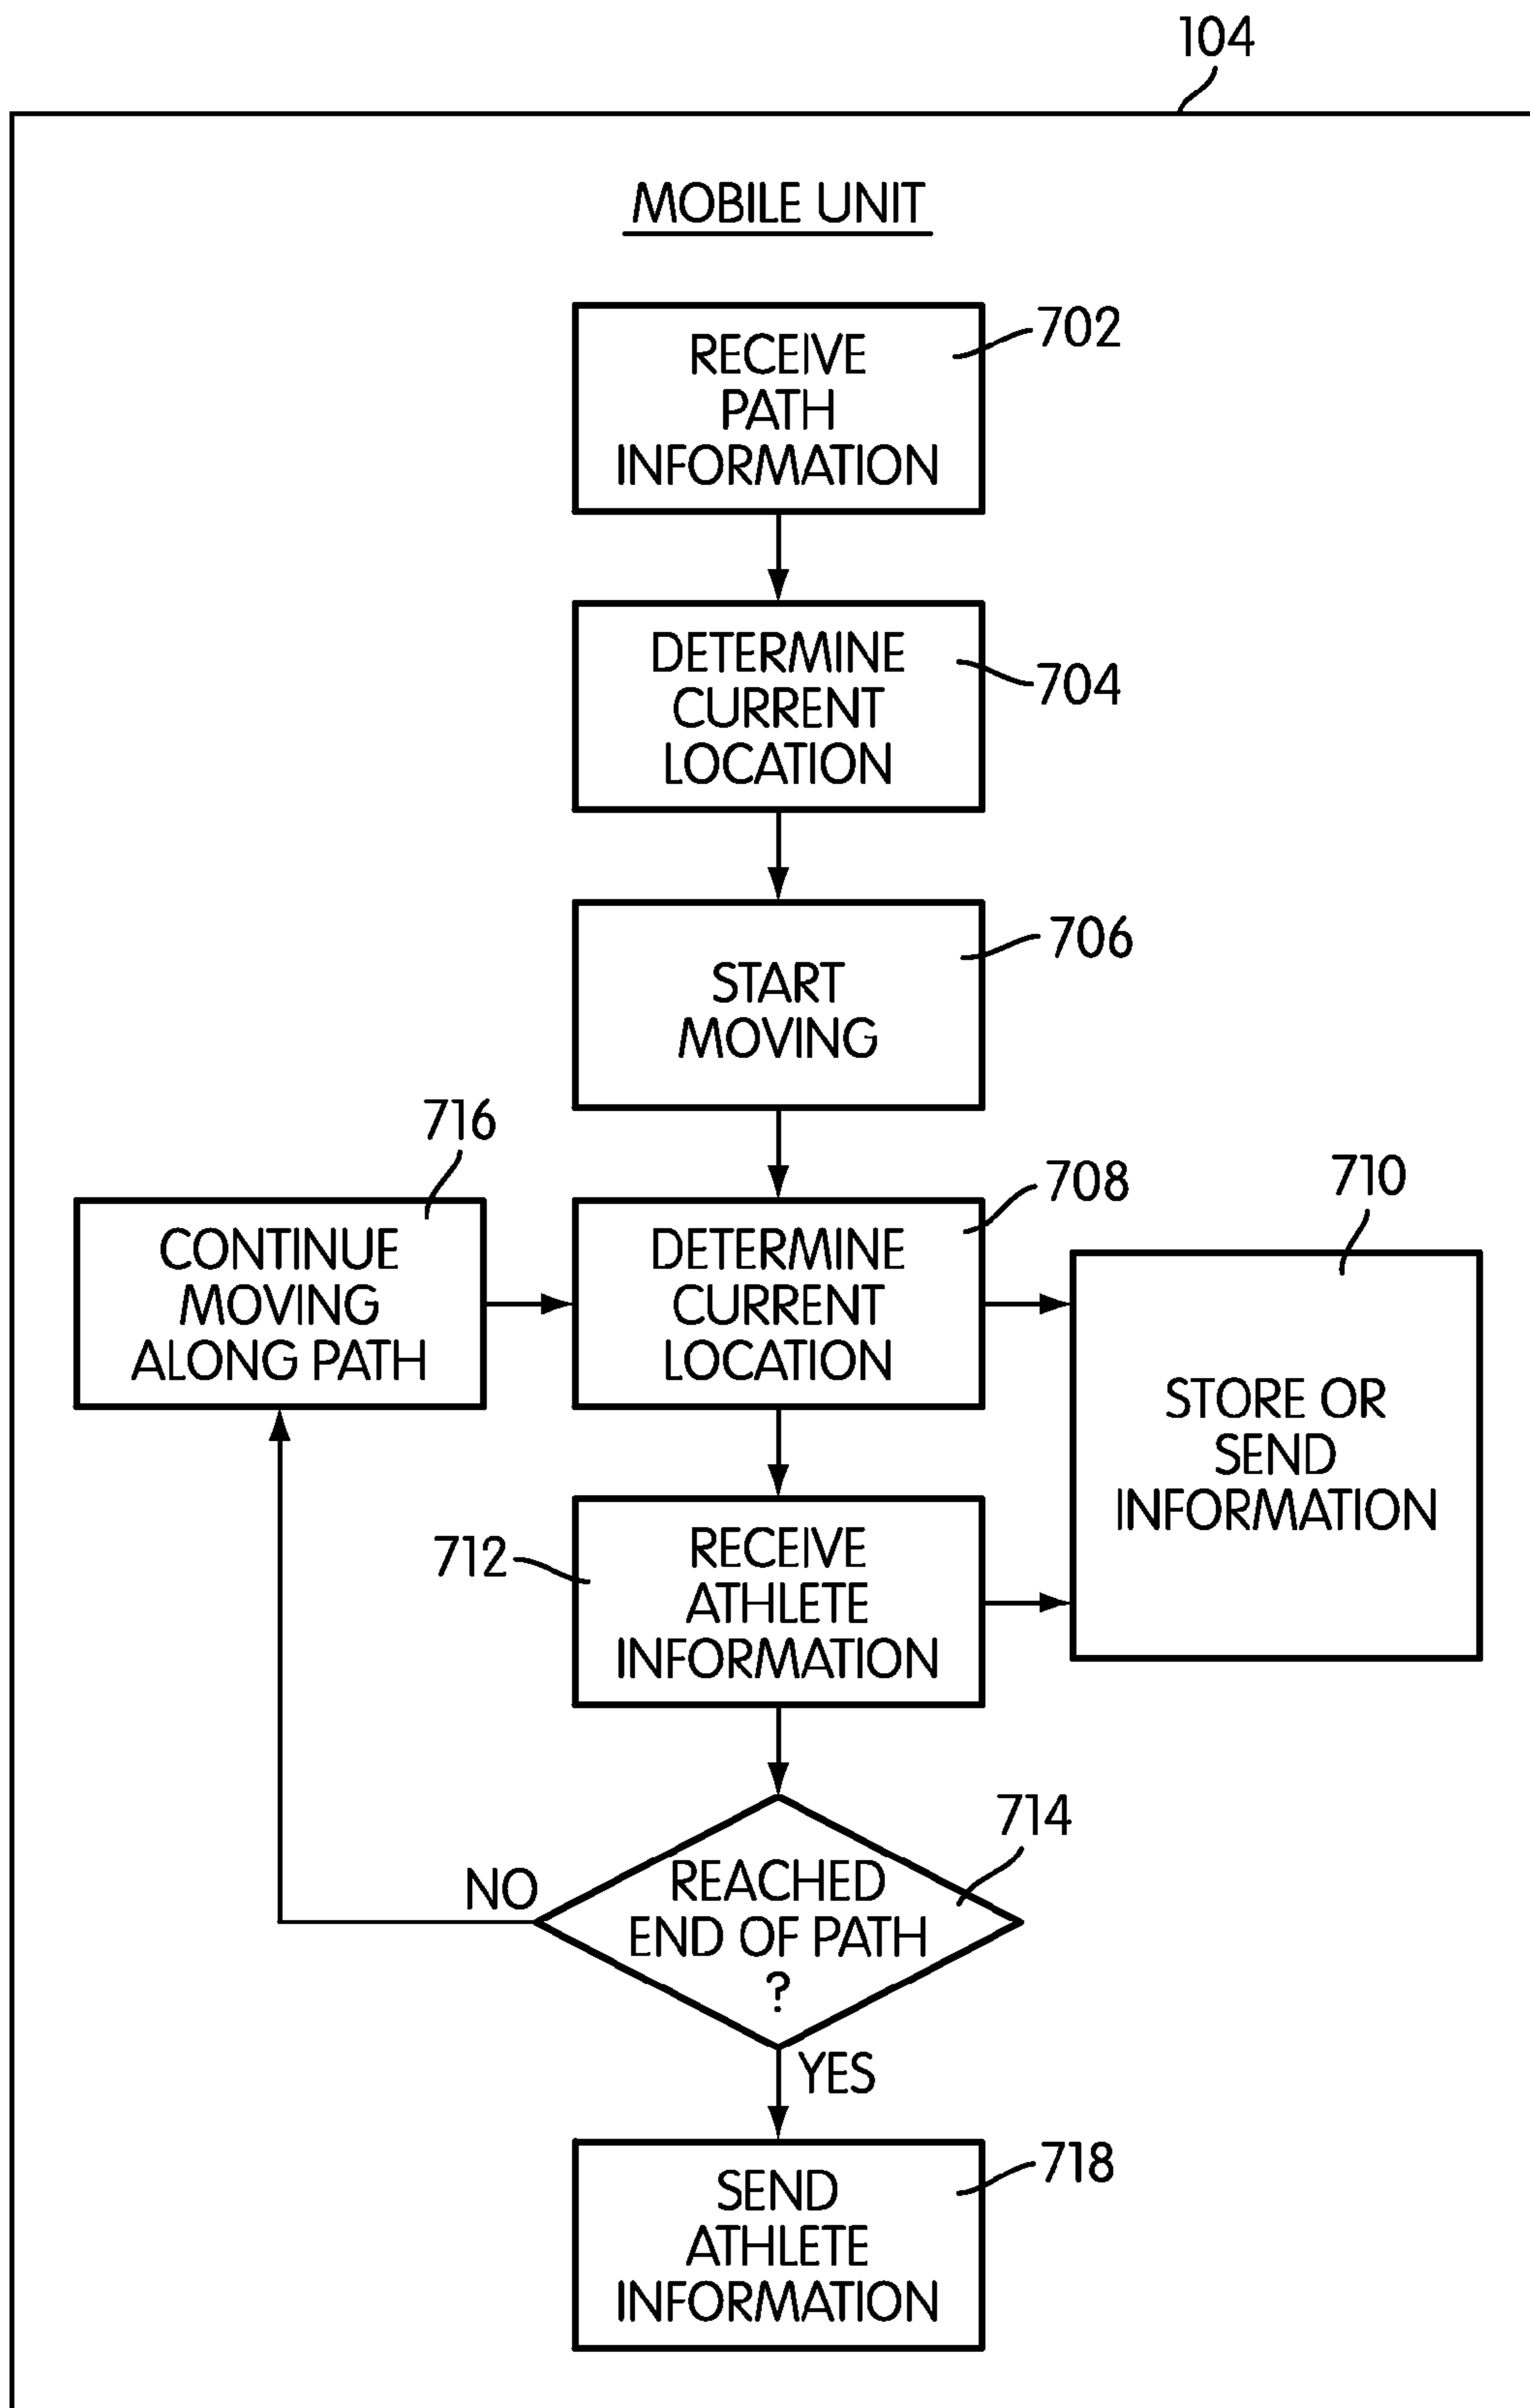 104
MOBILE UNIT
RECEIVE
PATH
INFORMATION
702
DETERMINE
CURRENT
LOCATION
704
START
MOVING
706
716
CONTINUE
MOVING
ALONG PATH
DETERMINE
CURRENT
LOCATION
708
710
STORE OR
SEND
INFORMATION
712
RECEIVE
ATHLETE
INFORMATION
714
REACHED
END OF PATH
?
NO
YES
SEND
ATHLETE
INFORMATION
718